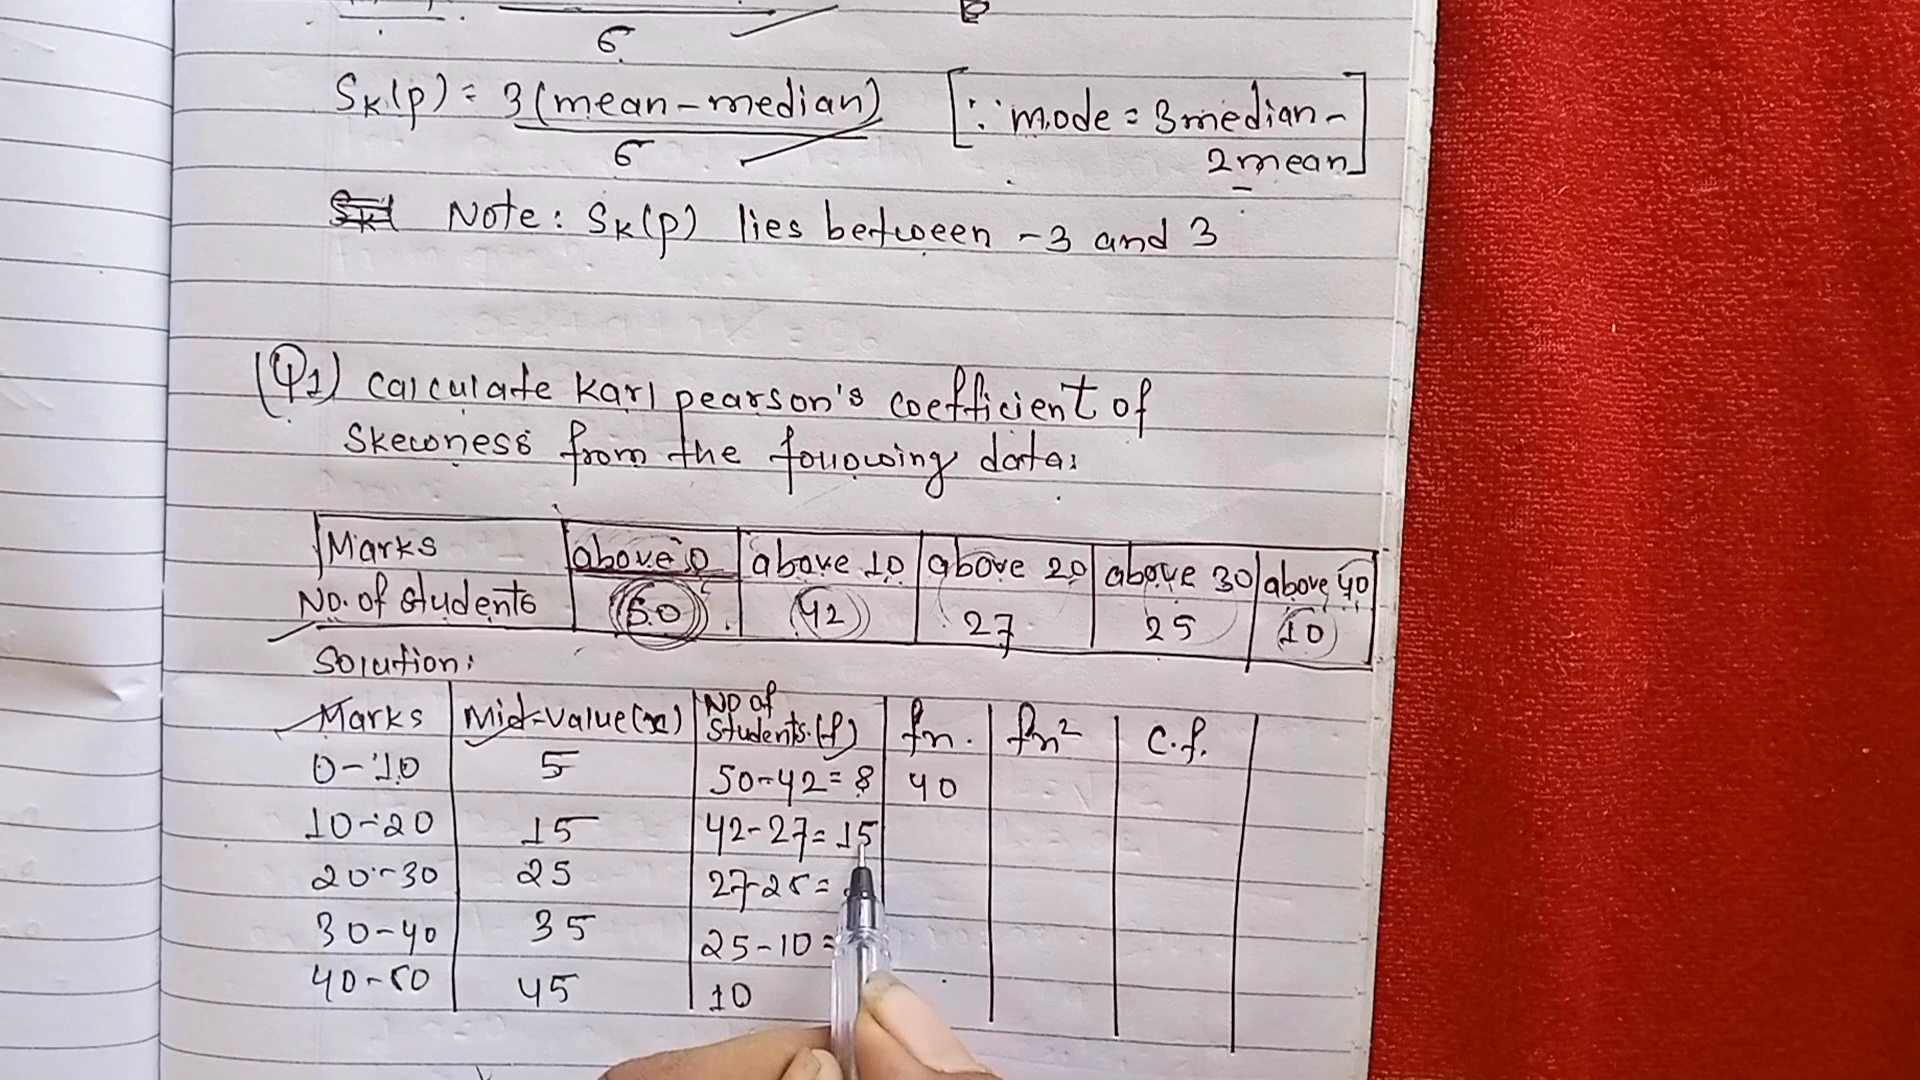 σ
Sk(p) = 3(mean-median) [∵ mode = 3median-
σ 2mean]
Note: Sk(p) lies between -3 and 3
(Q1) calculate Karl pearson's coefficient of
Skewness from the following data:
Marks above 0 above 10 above 20 above 30 above 40
No. of students 50 42 27 25 10
Solution:
Marks Mid-value(x) No of Students (f) fx. fx² c.f.
0-10 5 50-42=8 40
10-20 15 42-27=15
20-30 25 27-25=
30-40 35 25-10=
40-50 45 10